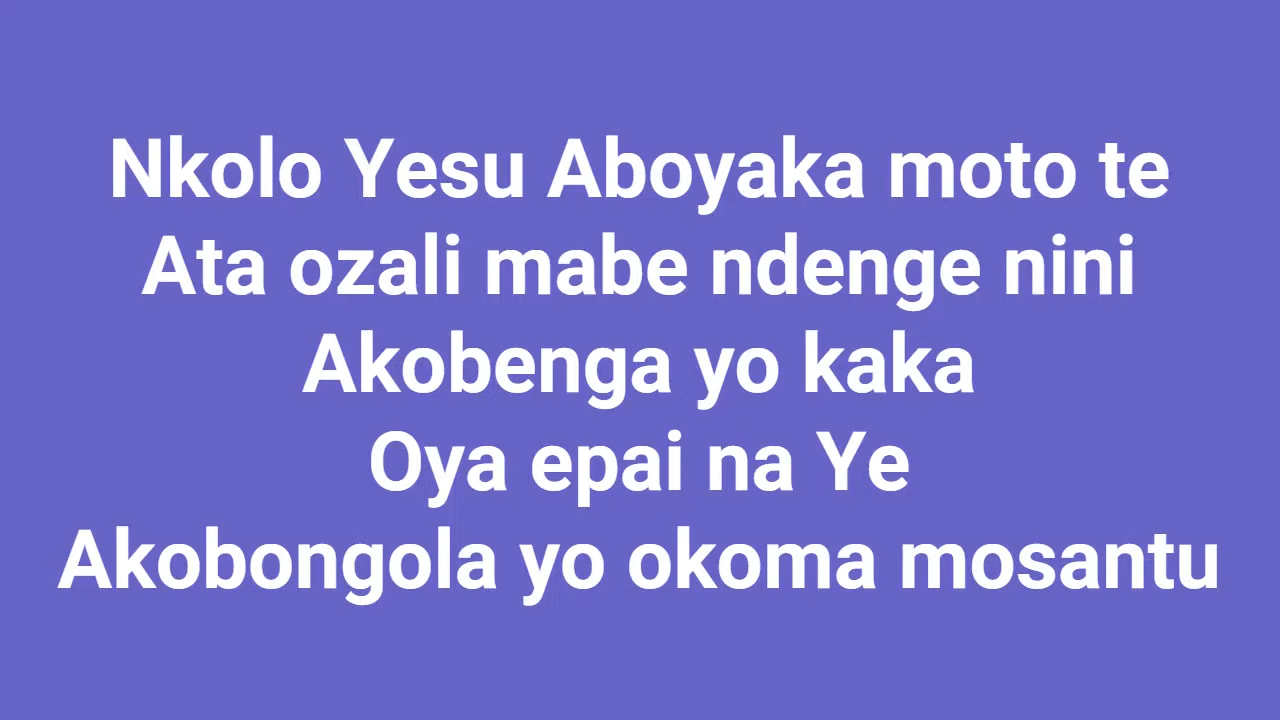 Nkolo Yesu Aboyaka moto te
Ata ozali mabe ndenge nini
Akobenga yo kaka
Oya epai na Ye
Akobongola yo okoma mosantu